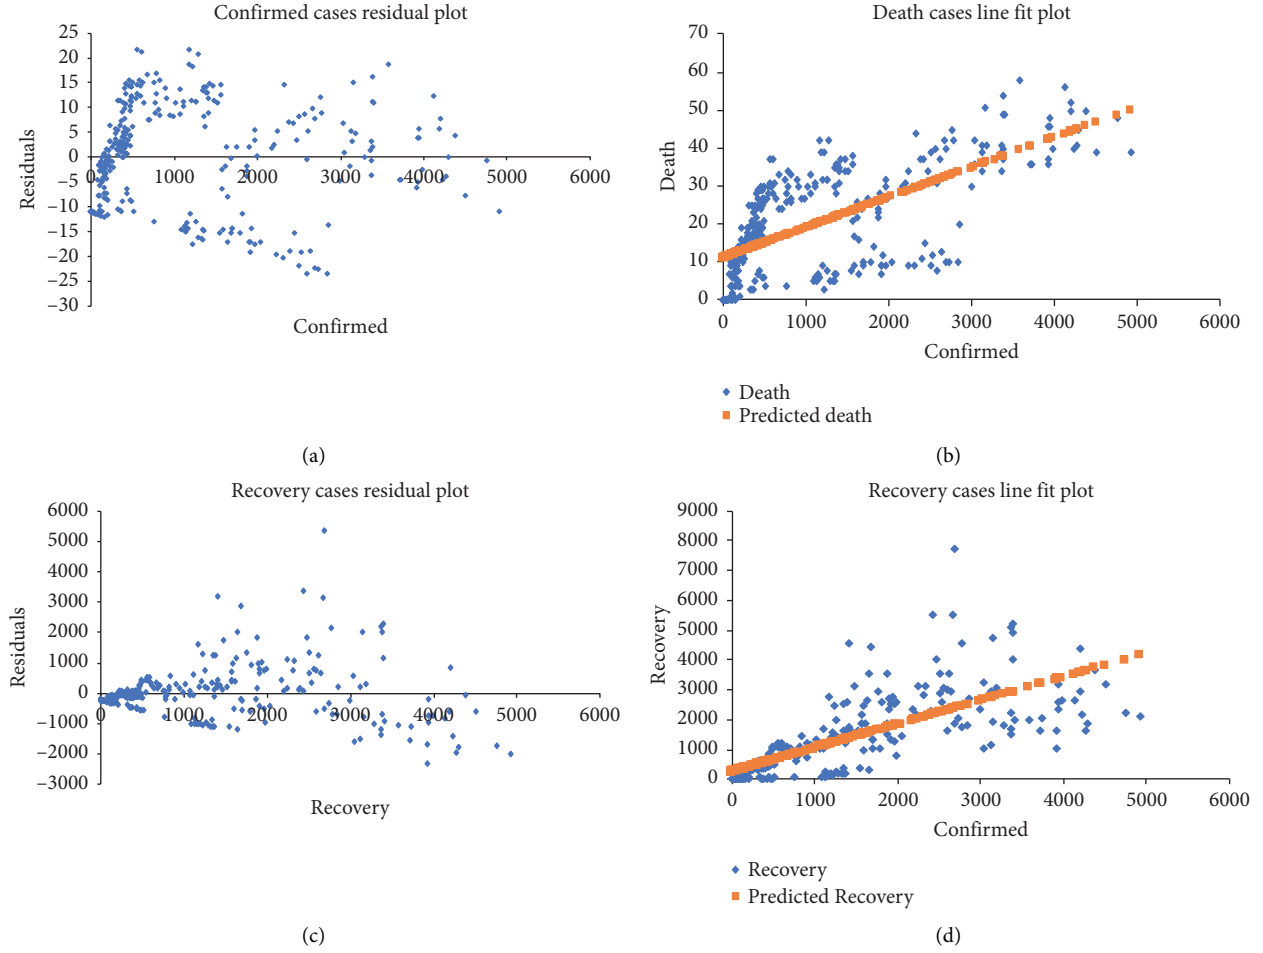 Confirmed cases residual plot
25
20
15
10
5
0
−5
−10
−15
−20
−25
−30
0 1000 2000 3000 4000 5000 6000
Residuals
Confirmed
(a)
Death cases line fit plot
70
60
50
40
30
20
10
0
0 1000 2000 3000 4000 5000 6000
Death
Confirmed
Death
Predicted death
(b)
Recovery cases residual plot
6000
5000
4000
3000
2000
1000
0
−1000
−2000
−3000
0 1000 2000 3000 4000 5000 6000
Residuals
Recovery
(c)
Recovery cases line fit plot
9000
8000
7000
6000
5000
4000
3000
2000
1000
0
0 1000 2000 3000 4000 5000 6000
Recovery
Confirmed
Recovery
Predicted Recovery
(d)